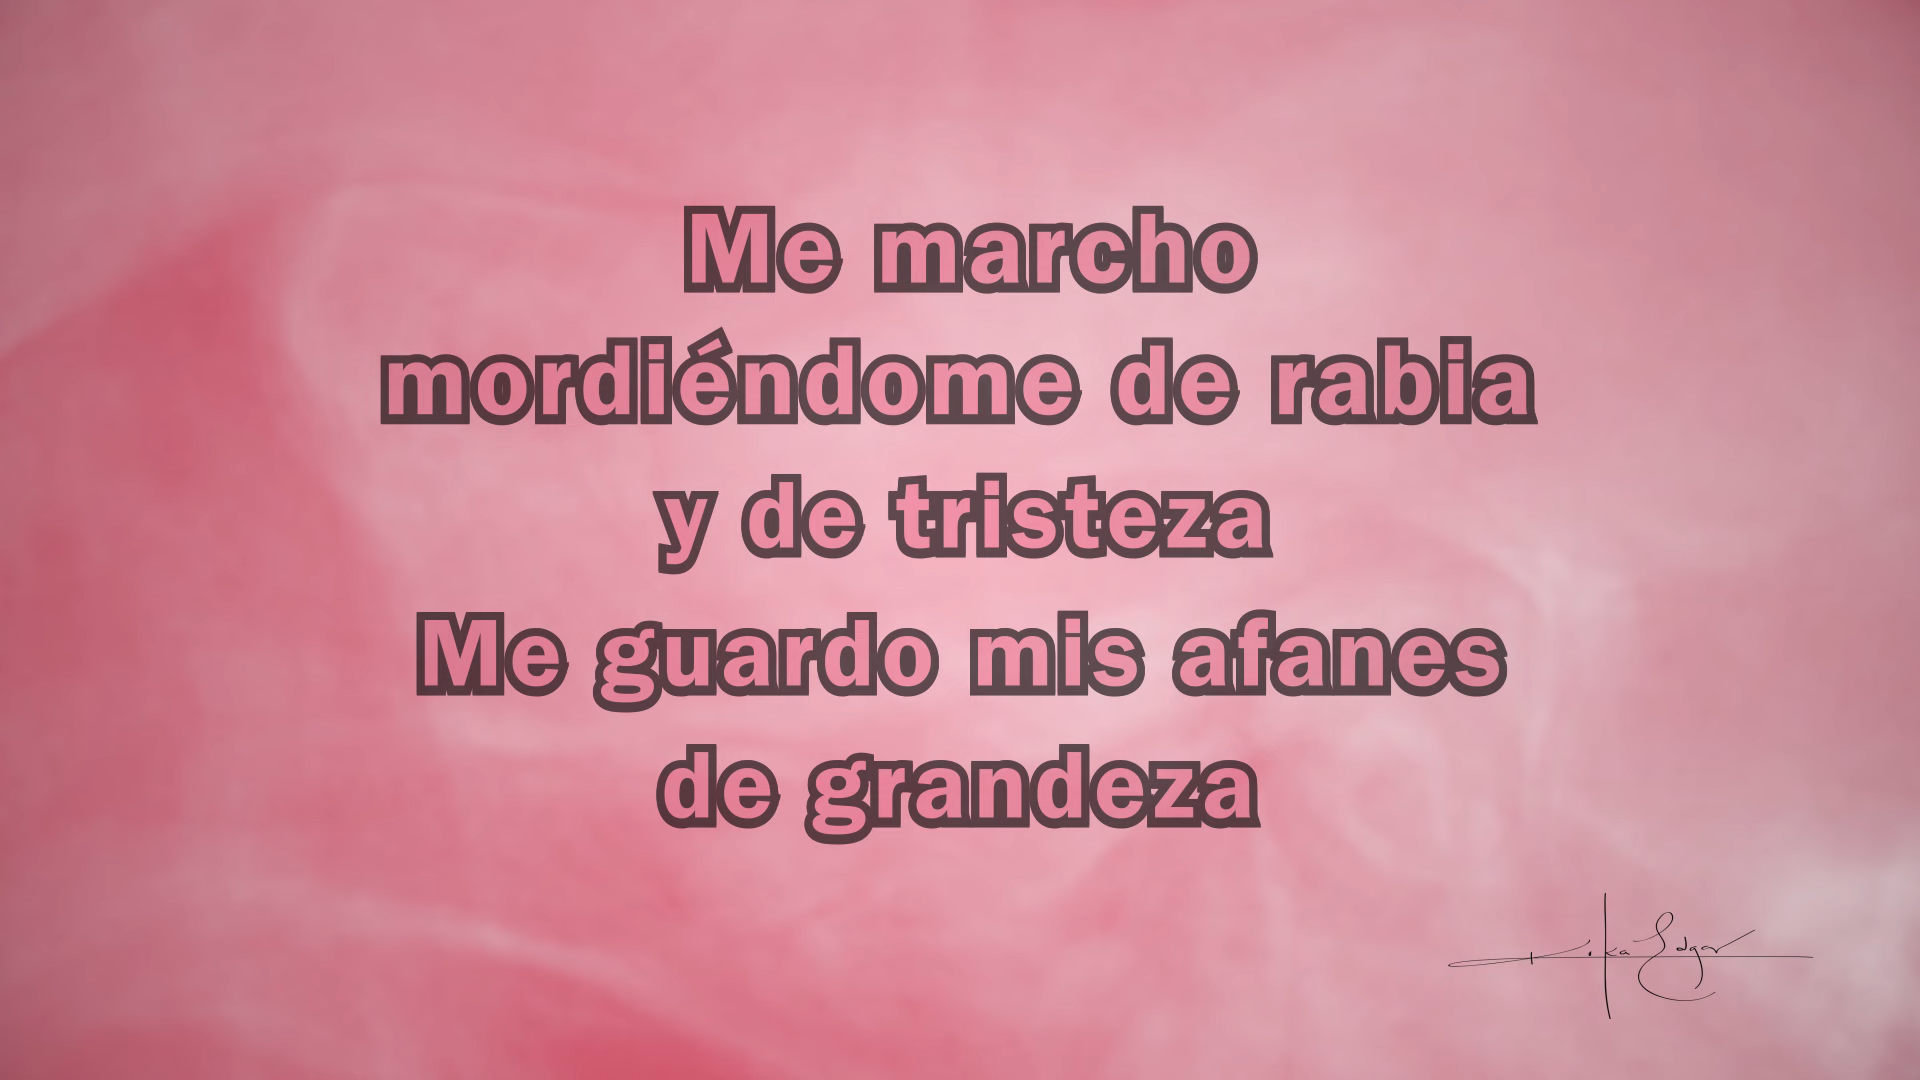 Me marcho
mordiéndome de rabia
y de tristeza
Me guardo mis afanes
de grandeza